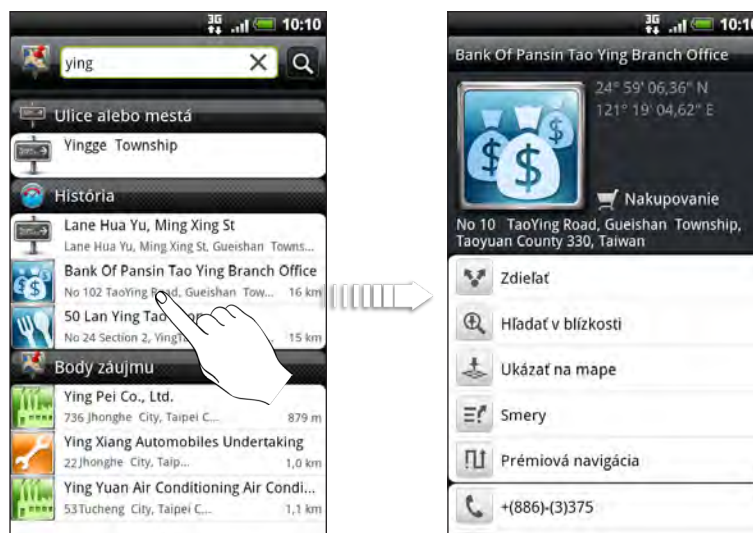 3G 10:10
ying
Ulice alebo mestá
Yingge Township
História
Lane Hua Yu, Ming Xing St
Lane Hua Yu, Ming Xing St, Gueishan Towns...
Bank Of Pansin Tao Ying Branch Office
No 102 TaoYing Road, Gueishan Tow... 16 km
50 Lan Ying Tao
No 24 Section 2, 15 km
Body záujmu
Ying Pei Co., Ltd.
736 Jhonghe City, Taipei C... 879 m
Ying Xiang Automobiles Undertaking
22 Jhonghe City, Taip... 1,0 km
Ying Yuan Air Conditioning Air Condi...
53 Tucheng City, Taipei C... 1,1 km
3G 10:10
Bank Of Pansin Tao Ying Branch Office
24° 59' 06,36" N
121° 19' 04,62" E
Nakupovanie
No 10 TaoYing Road, Gueishan Township,
Taoyuan County 330, Taiwan
Zdieľať
Hľadať v blízkosti
Ukázať na mape
Smery
Prémiová navigácia
+(886)-(3)375